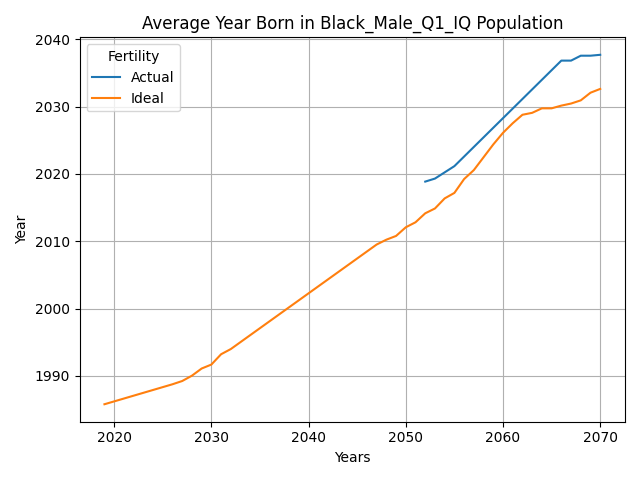 Average Year Born in Black_Male_Q1_IQ Population
Fertility
Actual
Ideal
Year
2040
2030
2020
2010
2000
1990
2020 2030 2040 2050 2060 2070
Years